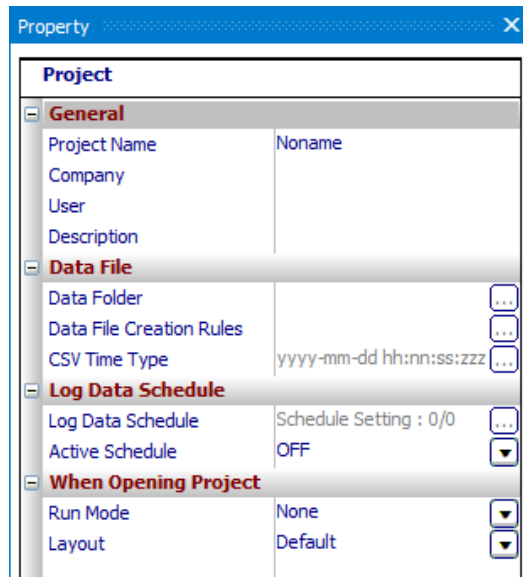 Property
Project
General
Project Name Noname
Company
User
Description
Data File
Data Folder ...
Data File Creation Rules ...
CSV Time Type yyyy-mm-dd hh:nn:ss:zzz ...
Log Data Schedule
Log Data Schedule Schedule Setting : 0/0 ...
Active Schedule OFF
When Opening Project
Run Mode None
Layout Default